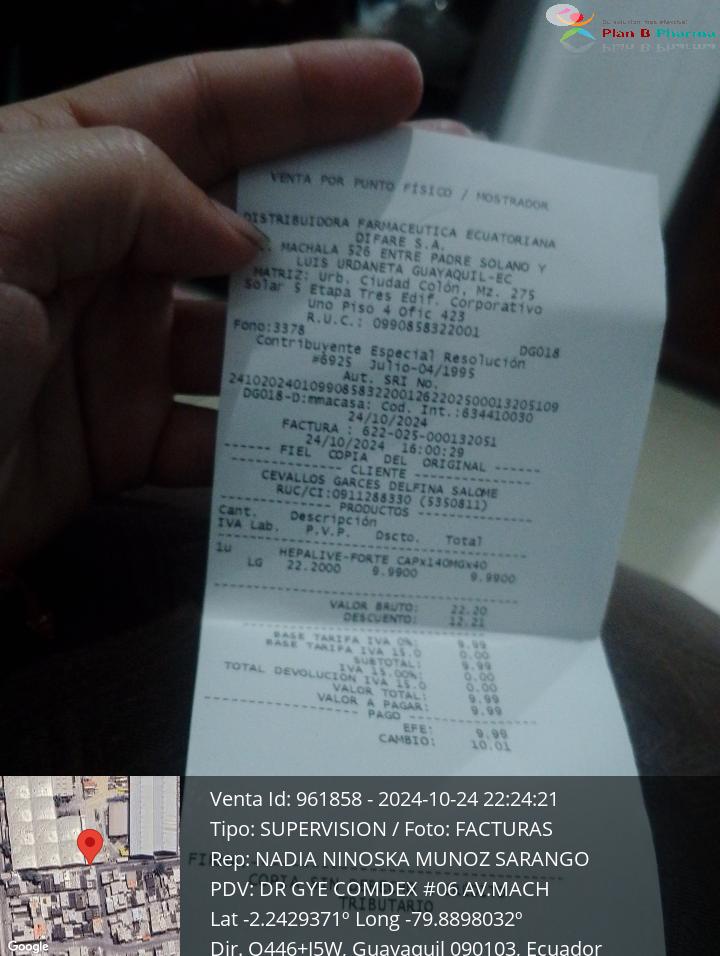 Su solución más efectiva!
Plan B Pharma
VENTA POR PUNTO FÍSICO / MOSTRADOR
DISTRIBUIDORA FARMACEUTICA ECUATORIANA
DIFARE S.A.
MACHALA 526 ENTRE PADRE SOLANO Y
LUIS URDANETA GUAYAQUIL-EC
MATRIZ: Urb. Ciudad Colón, Mz. 275
Solar 5 Etapa Tres Edif. Corporativo
Uno Piso 4 Ofic 423
R.U.C.: 0990858322001
Fono:3378 DG018
Contribuyente Especial Resolución
#6925 Julio-04/1995
Aut. SRI No.
24102024010990858322001262202500013205109
DG018-D:mmacasa: Cod. Int.:634410030
24/10/2024
FACTURA : 622-025-000132051
24/10/2024 16:00:29
------ FIEL COPIA DEL ORIGINAL ------
-------------- CLIENTE --------------
CEVALLOS GARCES DELFINA SALOME
RUC/CI:0911288330 (5350811)
-------------- PRODUCTOS --------------
Cant. Descripción
IVA Lab. P.V.P. Dscto. Total
1u HEPALIVE-FORTE CAPx140MGx40
LG 22.2000 9.9900 9.9900
VALOR BRUTO: 22.20
DESCUENTO: 12.21
BASE TARIFA IVA 0%: 9.99
BASE TARIFA IVA 15.0 0.00
SUBTOTAL: 9.99
IVA 15.00%: 0.00
TOTAL DEVOLUCION IVA 15.0 0.00
VALOR TOTAL: 9.99
VALOR A PAGAR: 9.99
-------------- PAGO --------------
EFE: 9.99
CAMBIO: 10.01
TRIBUTARIO
Venta Id: 961858 - 2024-10-24 22:24:21
Tipo: SUPERVISION / Foto: FACTURAS
Rep: NADIA NINOSKA MUNOZ SARANGO
PDV: DR GYE COMDEX #06 AV.MACH
Lat -2.2429371º Long -79.8898032º
Dir. Q446+J5W, Guayaquil 090103, Ecuador
Google